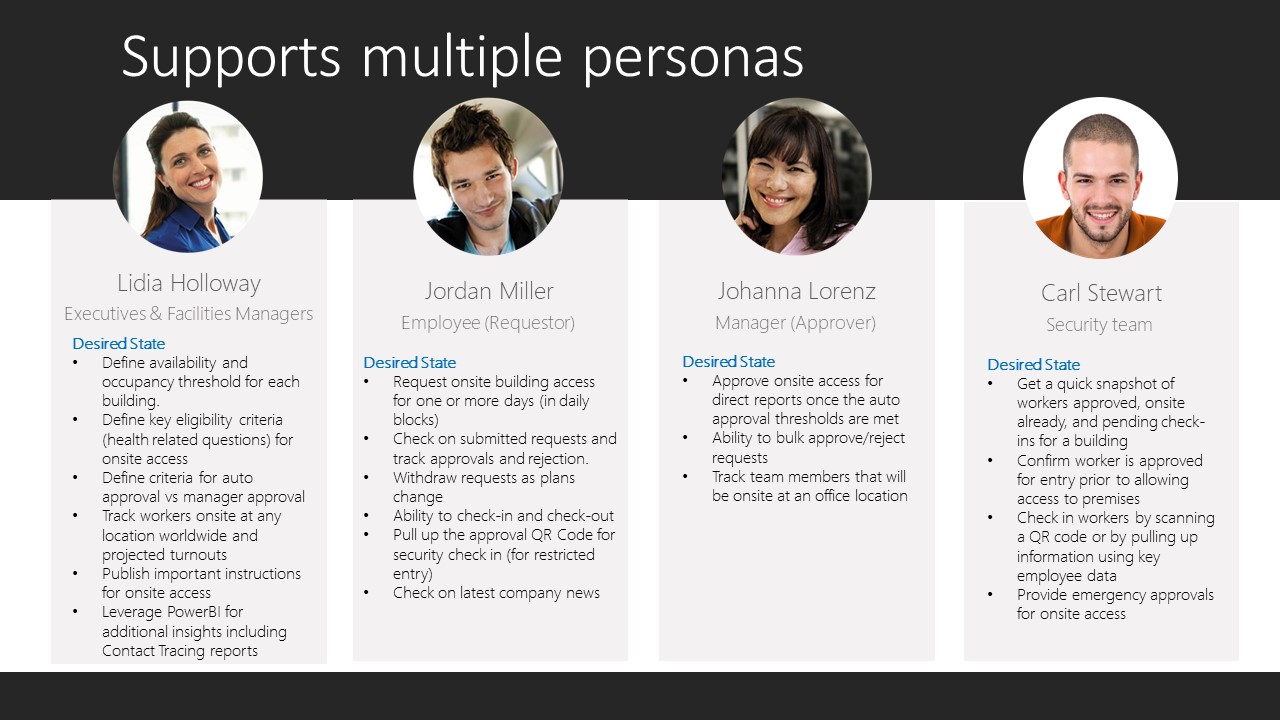 Supports multiple personas
Lidia Holloway
Executives & Facilities Managers
Desired State
• Define availability and
occupancy threshold for each
building.
• Define key eligibility criteria
(health related questions) for
onsite access
• Define criteria for auto
approval vs manager approval
• Track workers onsite at any
location worldwide and
projected turnouts
• Publish important instructions
for onsite access
• Leverage PowerBI for
additional insights including
Contact Tracing reports
Jordan Miller
Employee (Requestor)
Desired State
• Request onsite building access
for one or more days (in daily
blocks)
• Check on submitted requests and
track approvals and rejection.
• Withdraw requests as plans
change
• Ability to check-in and check-out
• Pull up the approval QR Code for
security check in (for restricted
entry)
• Check on latest company news
Johanna Lorenz
Manager (Approver)
Desired State
• Approve onsite access for
direct reports once the auto
approval thresholds are met
• Ability to bulk approve/reject
requests
• Track team members that will
be onsite at an office location
Carl Stewart
Security team
Desired State
• Get a quick snapshot of
workers approved, onsite
already, and pending check-
ins for a building
• Confirm worker is approved
for entry prior to allowing
access to premises
• Check in workers by scanning
a QR code or by pulling up
information using key
employee data
• Provide emergency approvals
for onsite access